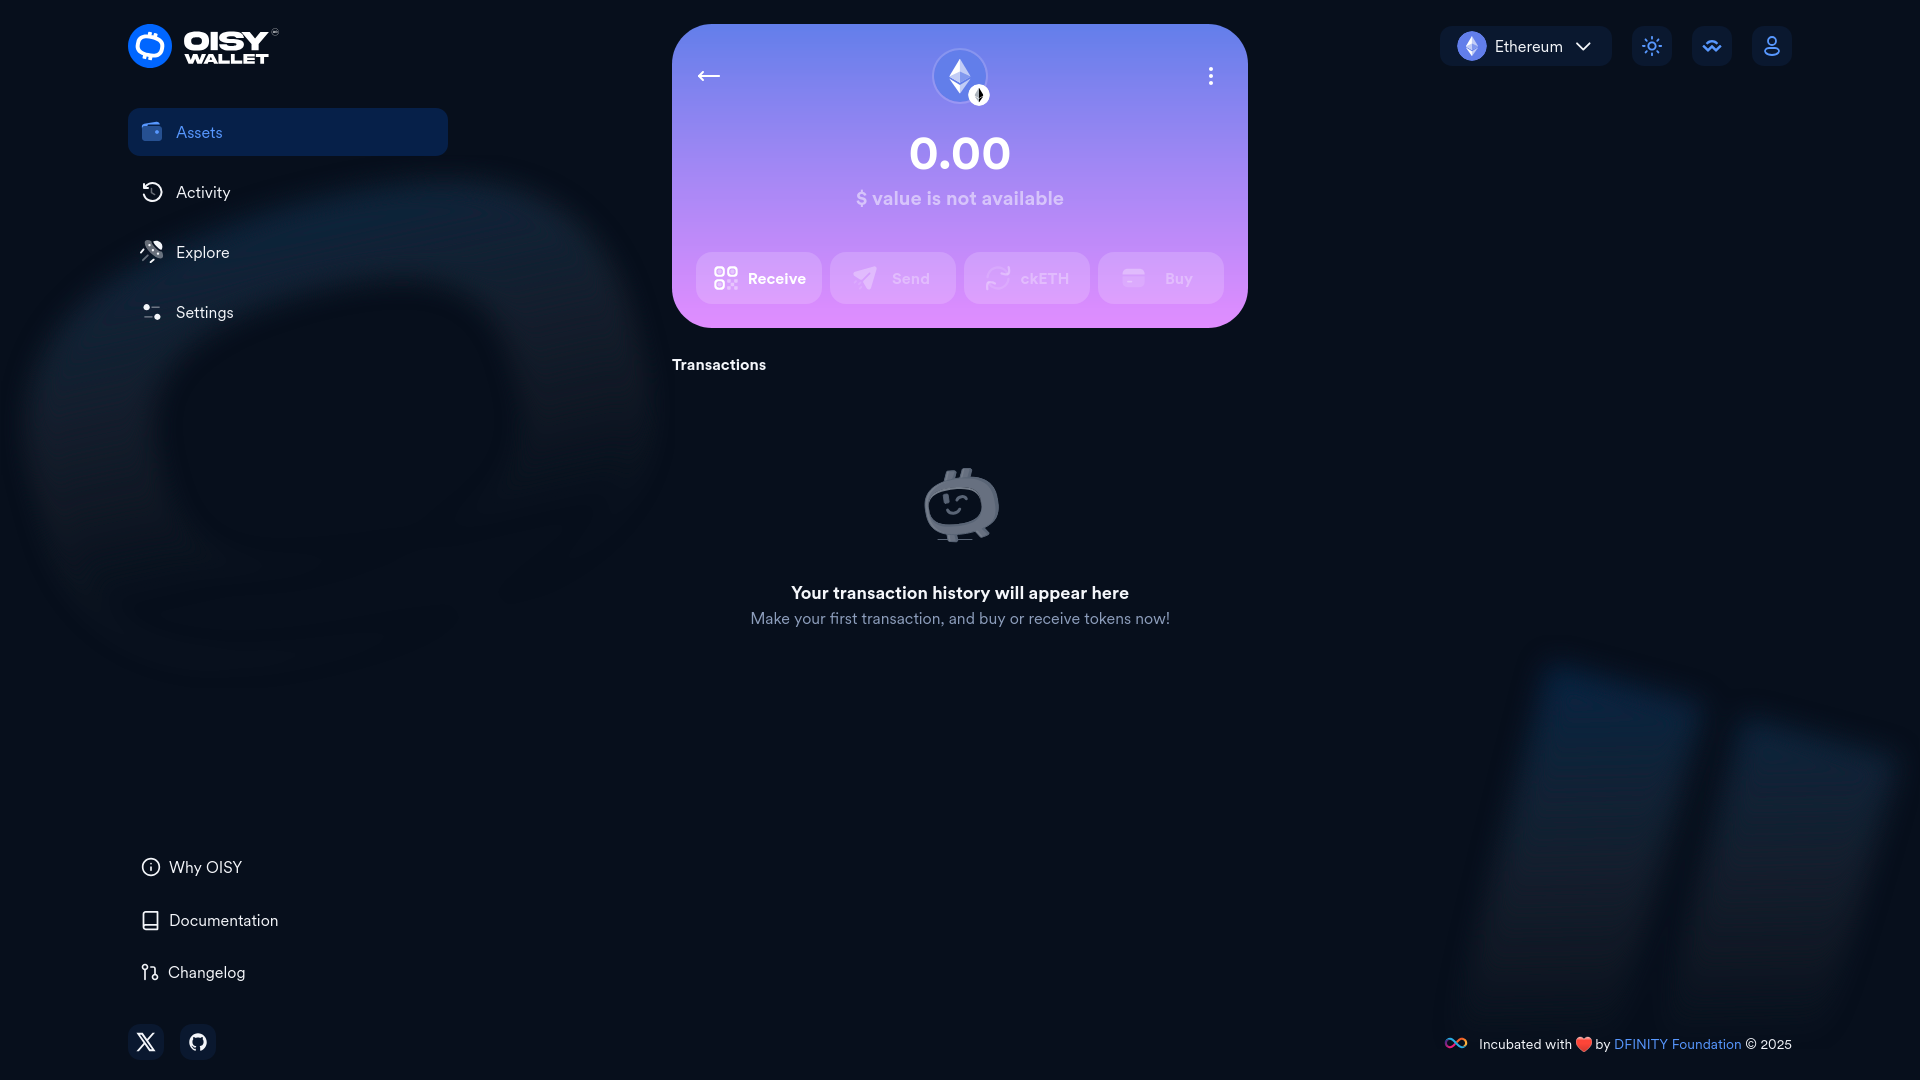 OISY
WALLET
Ethereum
Assets
Activity
Explore
Settings
0.00
$ value is not available
Receive
Send
ckETH
Buy
Transactions
Your transaction history will appear here
Make your first transaction, and buy or receive tokens now!
Why OISY
Documentation
Changelog
Incubated with ❤️ by DFINITY Foundation © 2025